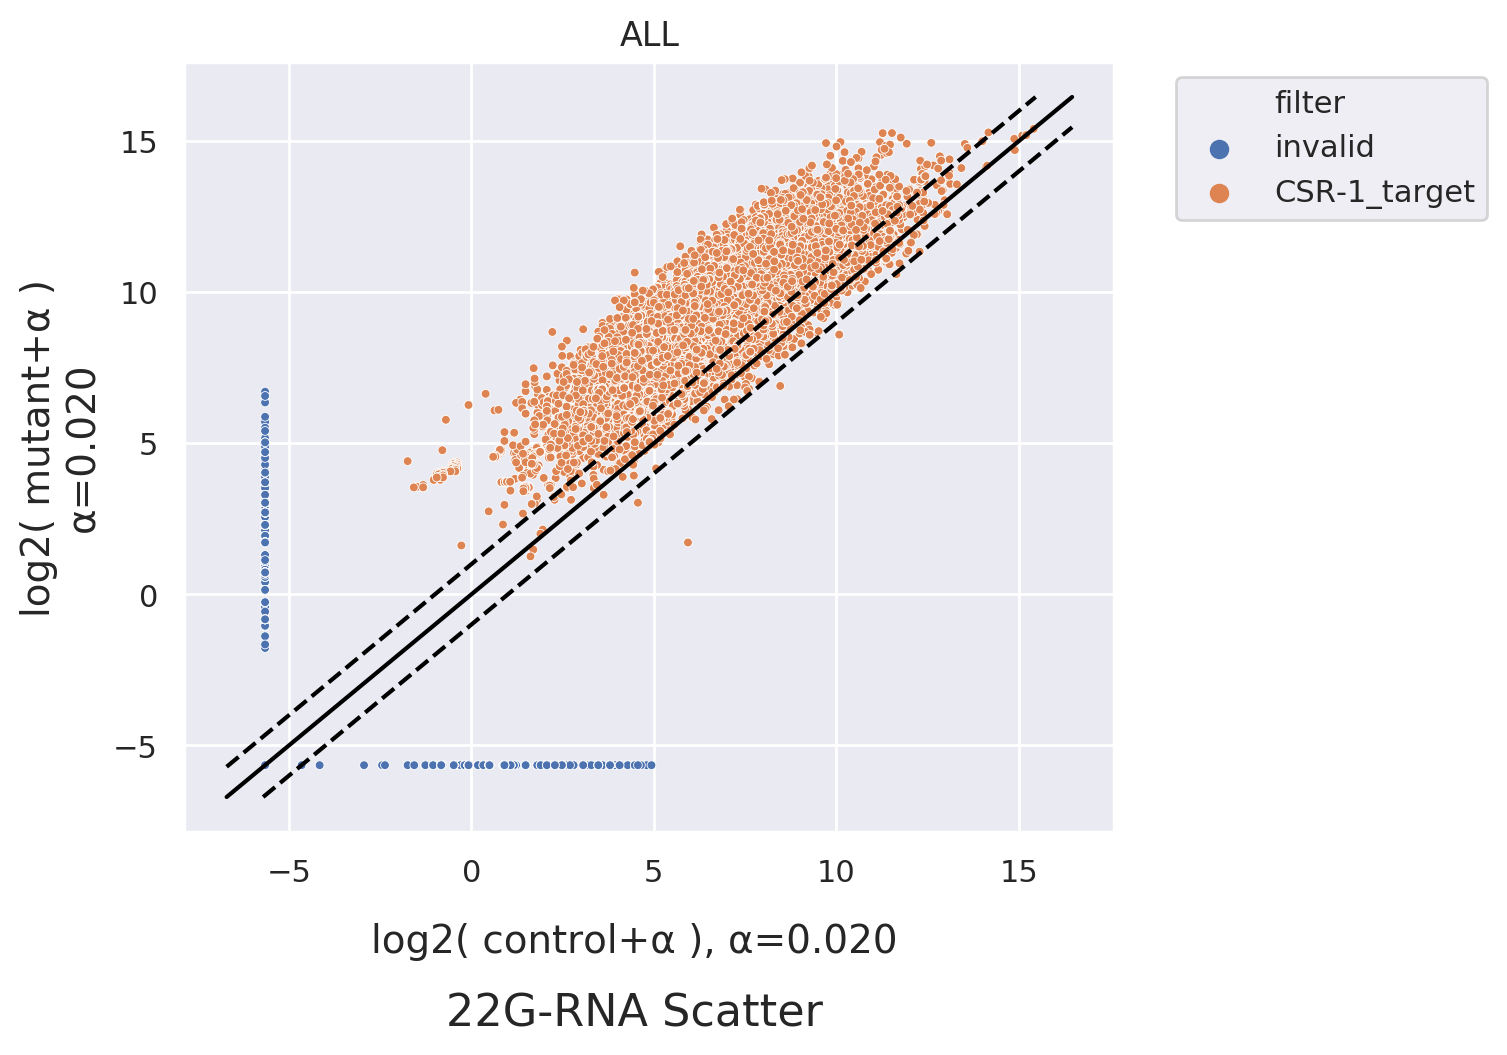 ALL
filter
invalid
CSR-1_target
log2( mutant+α )
α=0.020
15
10
5
0
−5
−5
0
5
10
15
log2( control+α ), α=0.020
22G-RNA Scatter